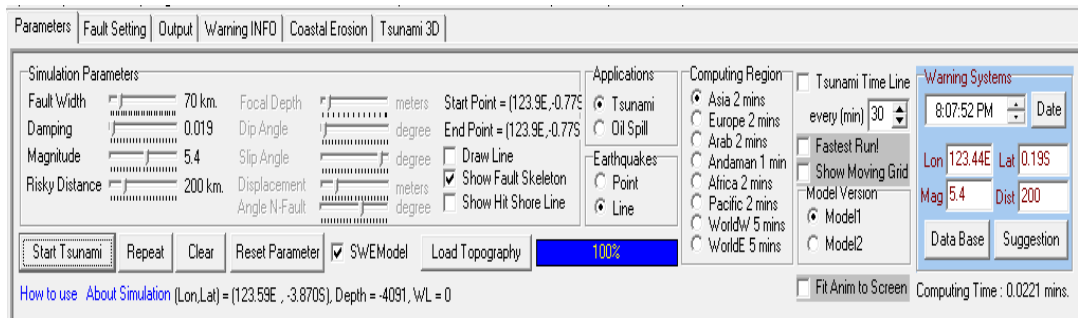 Parameters Fault Setting Output Warning INFO Coastal Erosion Tsunami 3D
Simulation Parameters
Fault Width 70 km.
Damping 0.019
Magnitude 5.4
Risky Distance 200 km.
Focal Depth meters
Dip Angle degree
Slip Angle degree
Displacement meters
Angle N-Fault degree
Start Point = (123.9E,-0.77S
End Point = (123.9E,-0.77S
Draw Line
Show Fault Skeleton
Show Hit Shore Line
Applications
Tsunami
Oil Spill
Earthquakes
Point
Line
Computing Region
Asia 2 mins
Europe 2 mins
Arab 2 mins
Andaman 1 min
Africa 2 mins
Pacific 2 mins
WorldW 5 mins
WorldE 5 mins
Tsunami Time Line
every (min) 30
Fastest Run!
Show Moving Grid
Model Version
Model1
Model2
Fit Anim to Screen
Warning Systems
8:07:52 PM Date
Lon 123.44E Lat 0.19S
Mag 5.4 Dist 200
Data Base Suggestion
Start Tsunami Repeat Clear Reset Parameter SWEModel Load Topography 100%
How to use About Simulation (Lon,Lat) = (123.59E , -3.870S), Depth = -4091, WL = 0
Computing Time : 0.0221 mins.